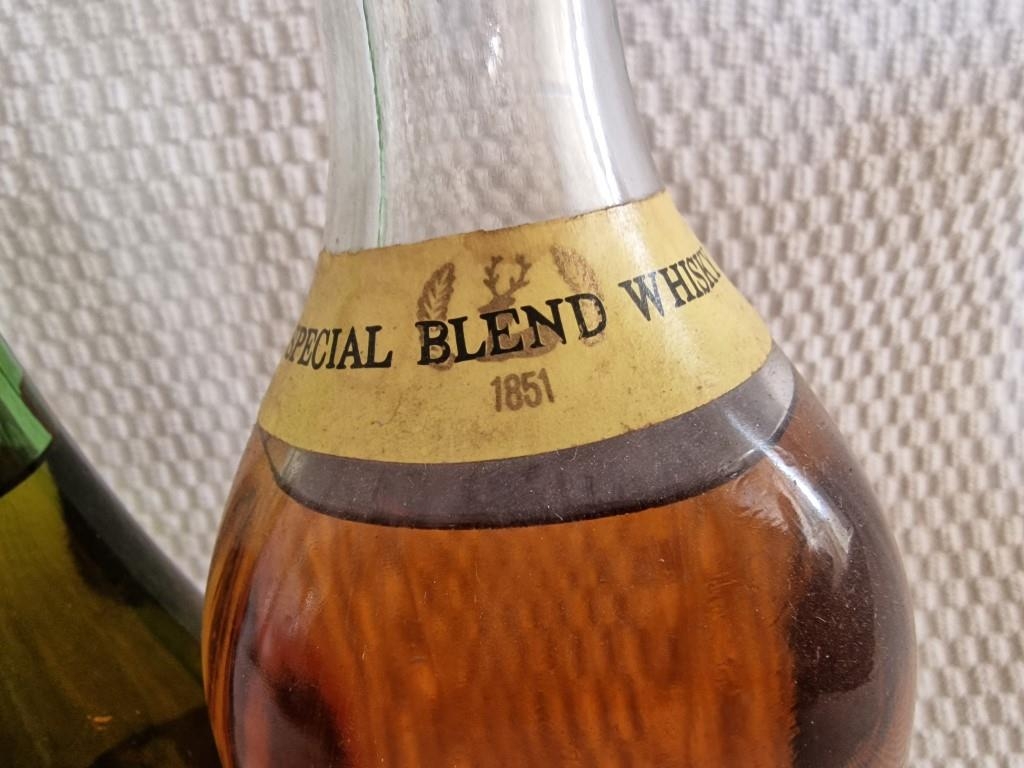 SPECIAL BLEND WHISKY
1851